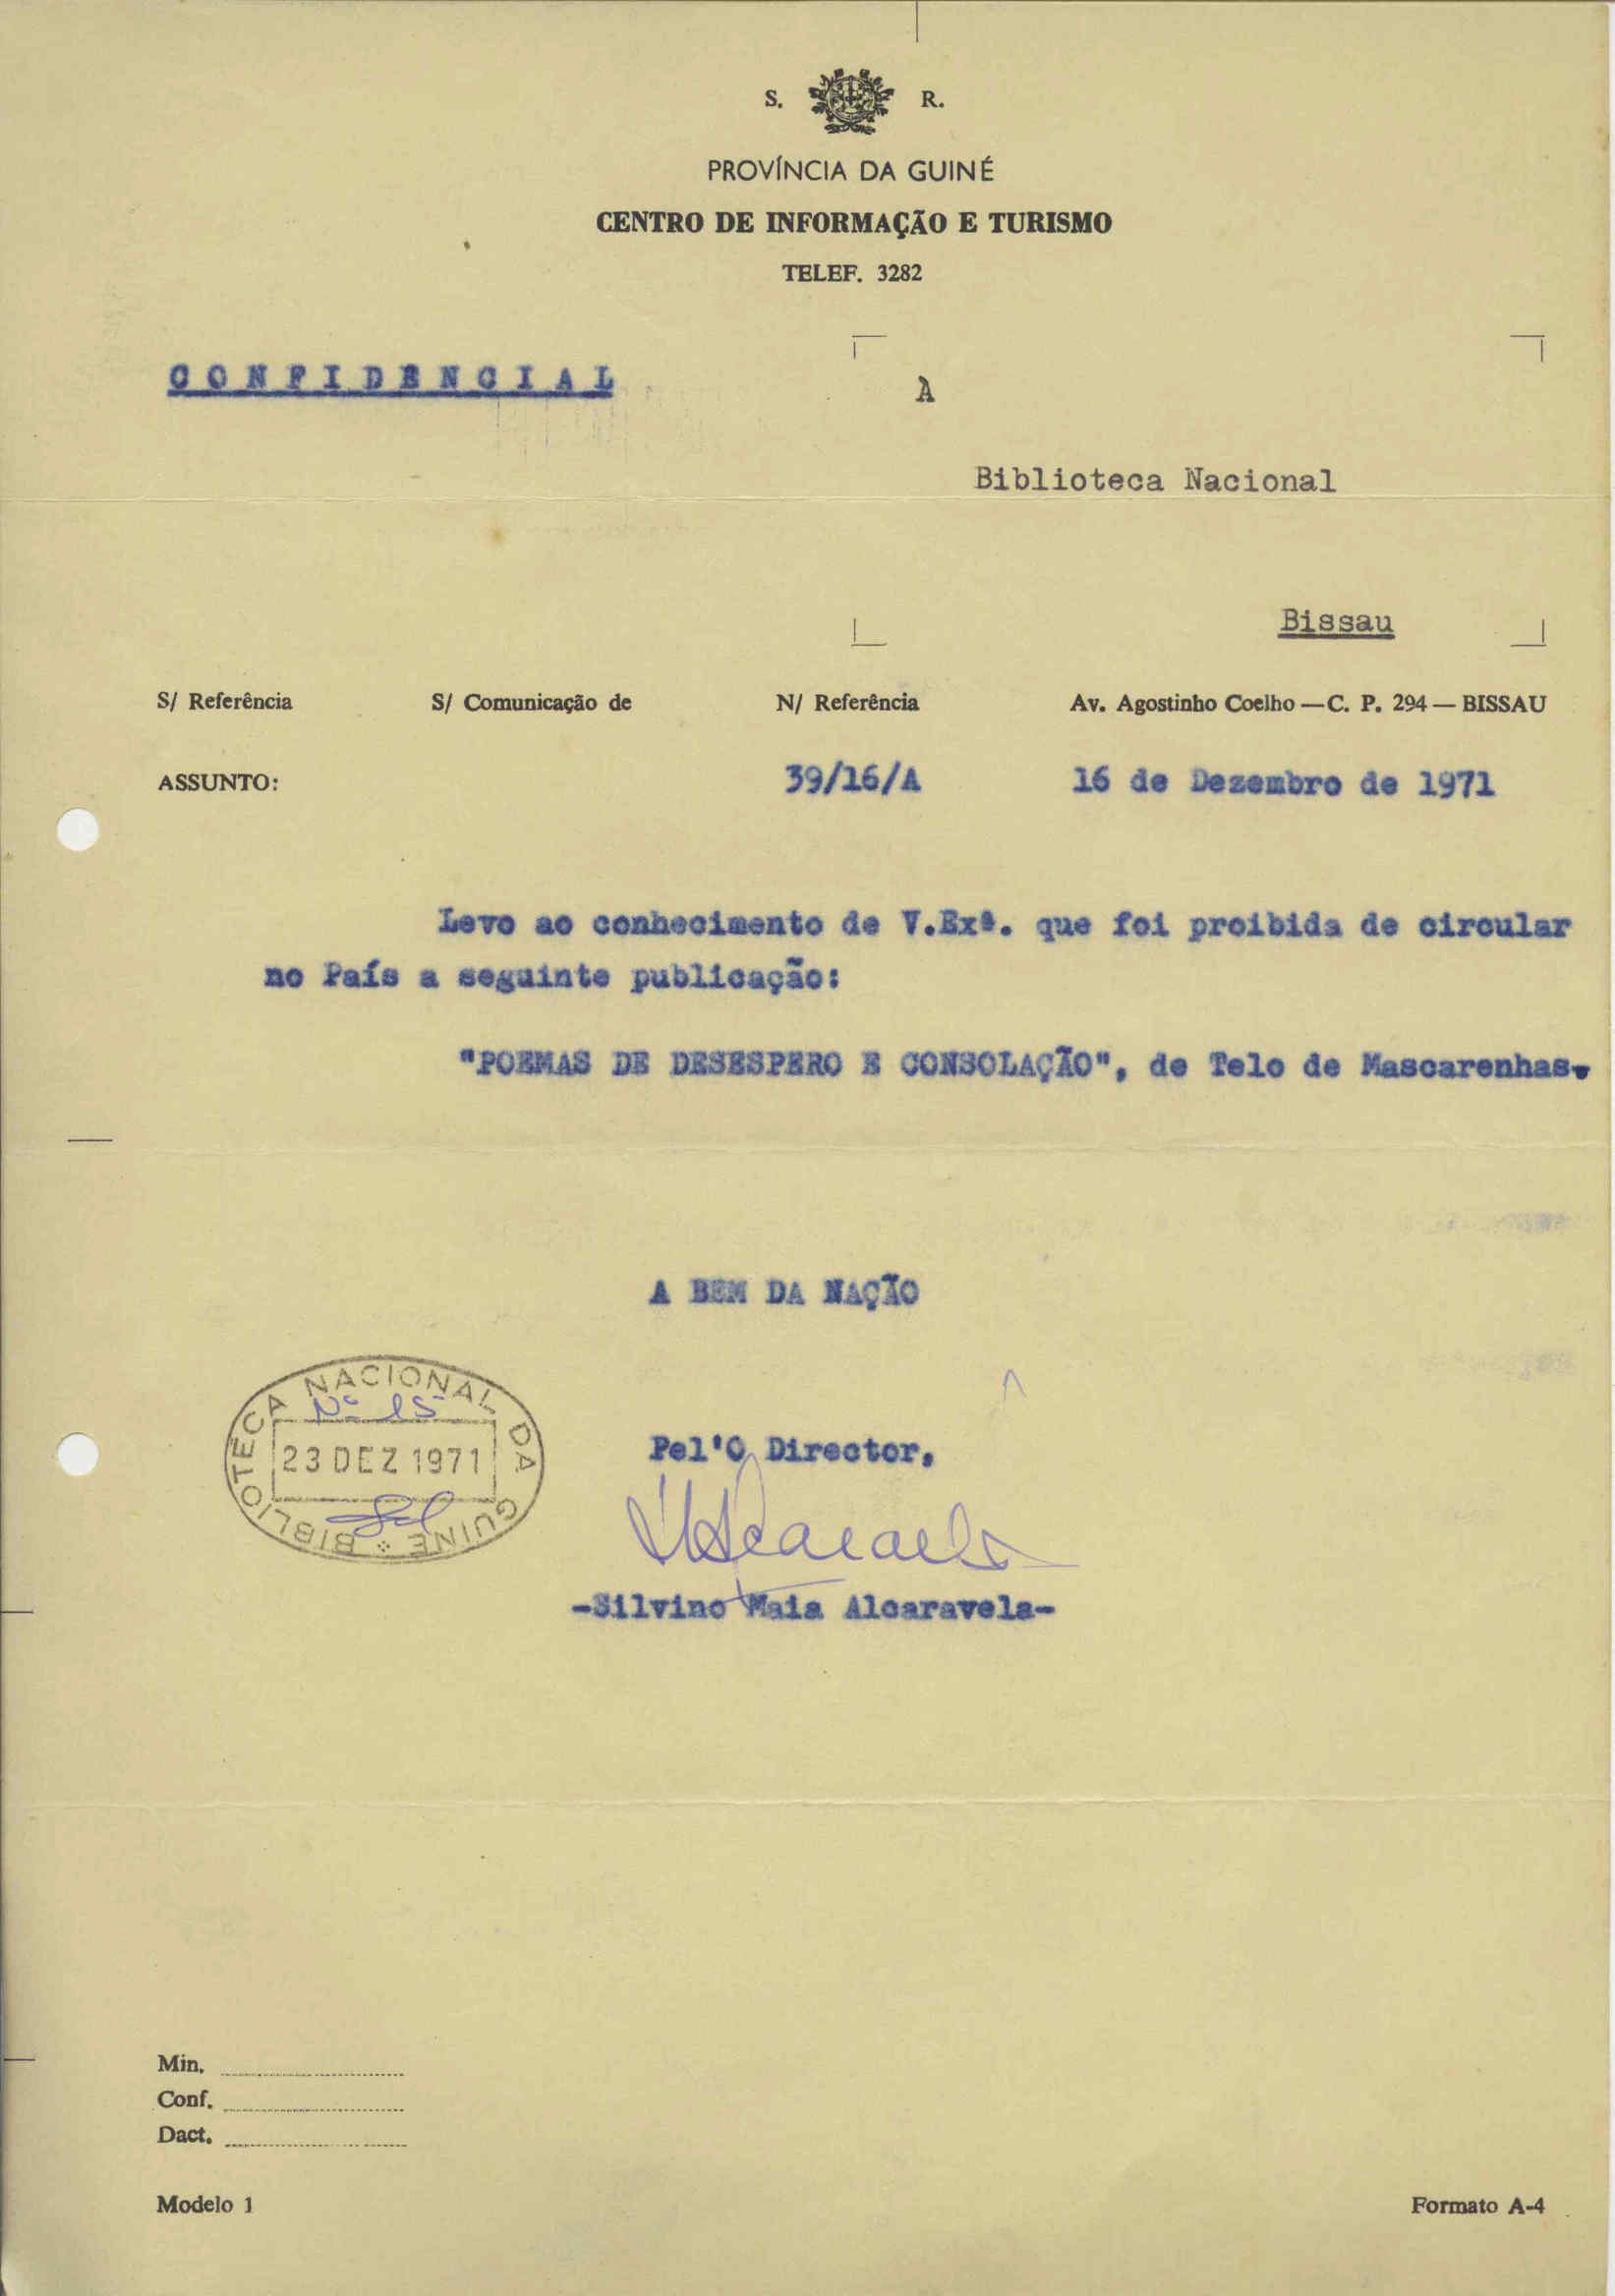 S. R.
PROVÍNCIA DA GUINÉ
CENTRO DE INFORMAÇÃO E TURISMO
TELEF. 3282
CONFIDENCIAL
A
Biblioteca Nacional
Bissau
S/ Referência S/ Comunicação de N/ Referência Av. Agostinho Coelho — C. P. 294 — BISSAU
ASSUNTO: 39/16/A 16 de Dezembro de 1971
Levo ao conhecimento de V.Exª. que foi proibida de circular
no País a seguinte publicação:
"POEMAS DE DESESPERO E CONSOLAÇÃO", de Telo de Mascarenhas.
A BEM DA NAÇÃO
BIBLIOTECA NACIONAL DA GUINÉ
Nº 15
23 DEZ 1971
Pel'O Director,
-Silvino Maia Alcaravela-
Min.
Conf.
Dact.
Modelo 1 Formato A-4